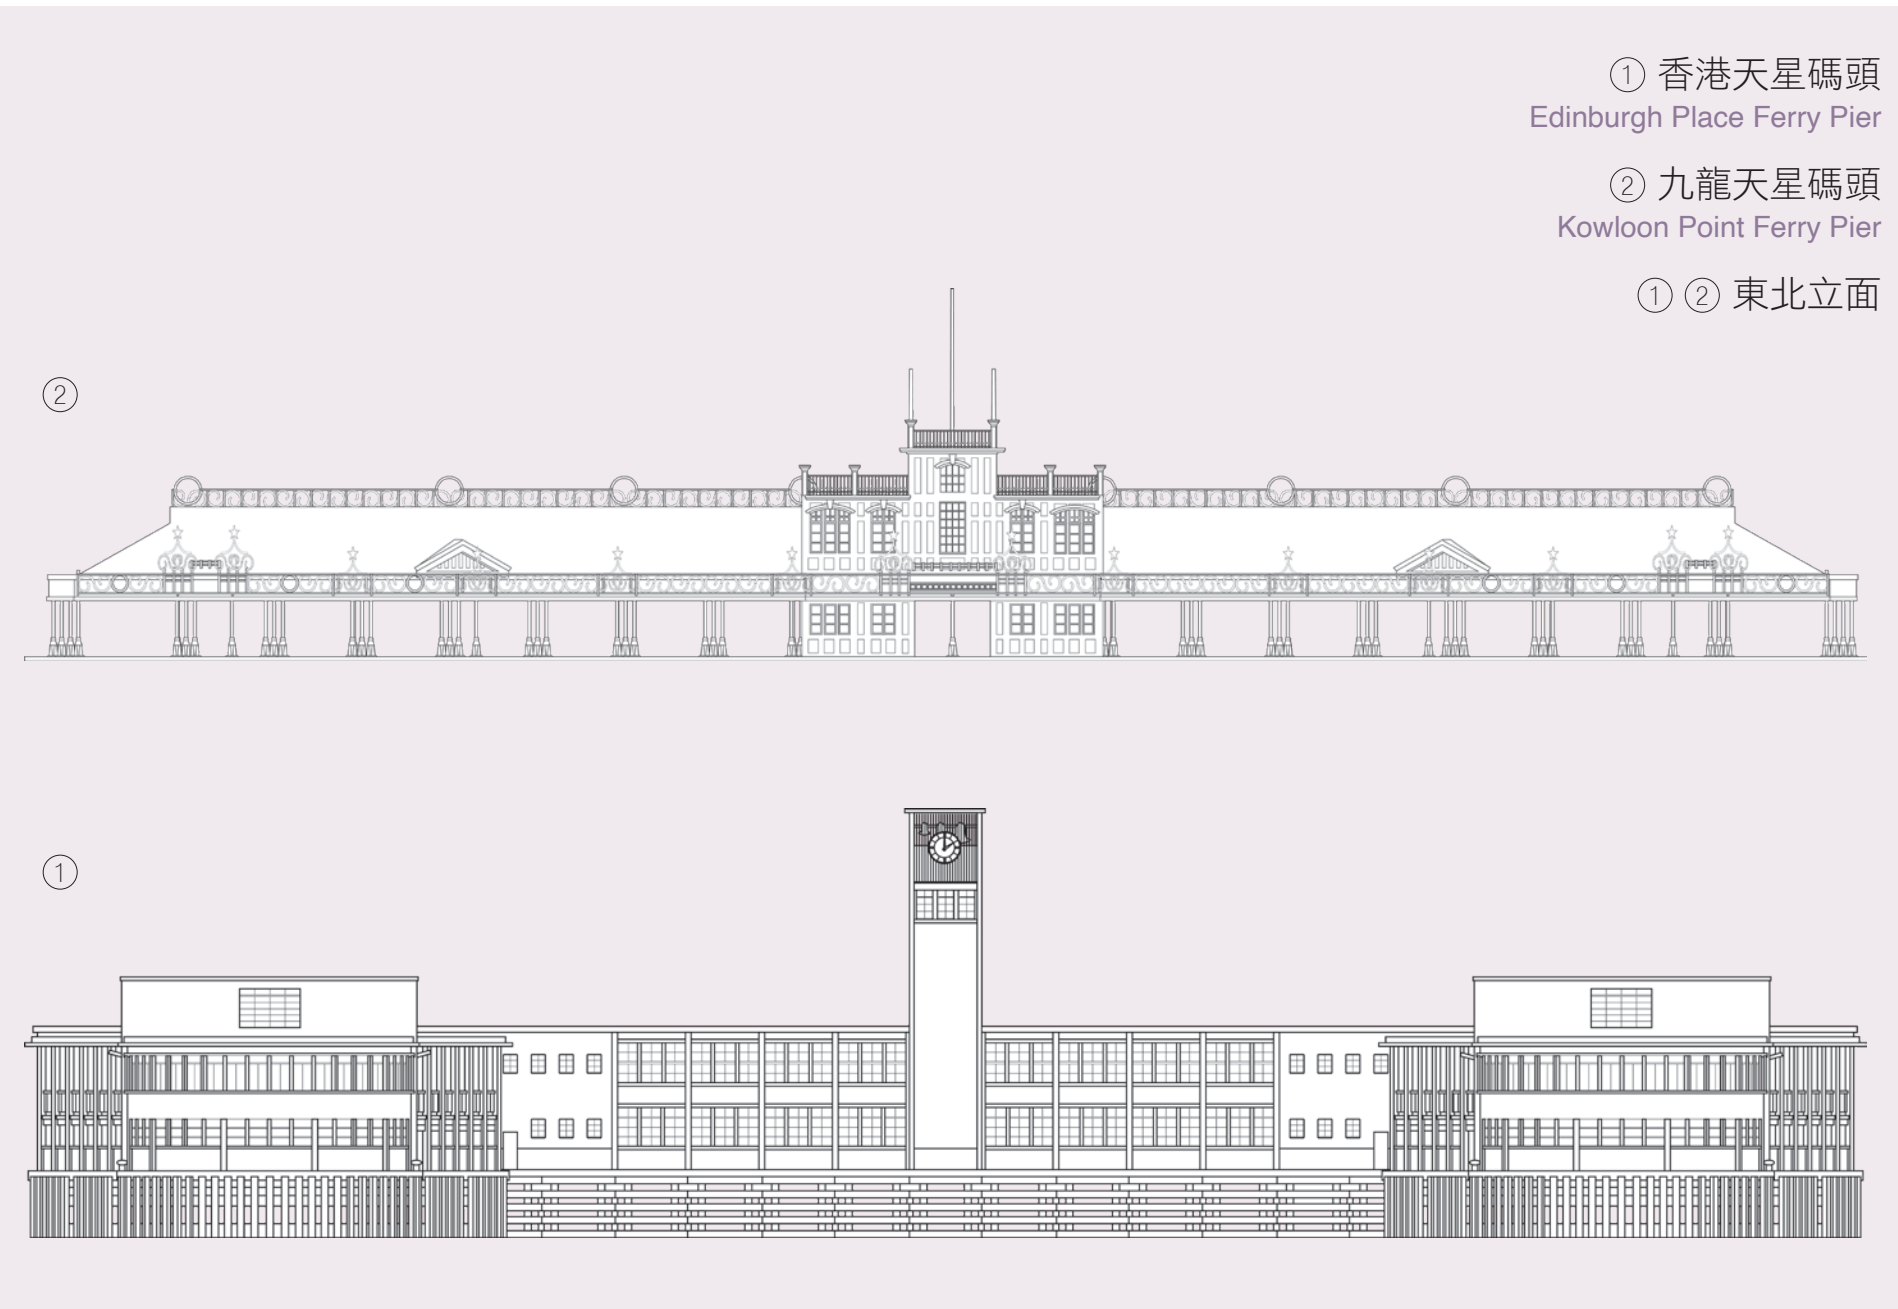 ① 香港天星碼頭
Edinburgh Place Ferry Pier
② 九龍天星碼頭
Kowloon Point Ferry Pier
① ② 東北立面
②
①